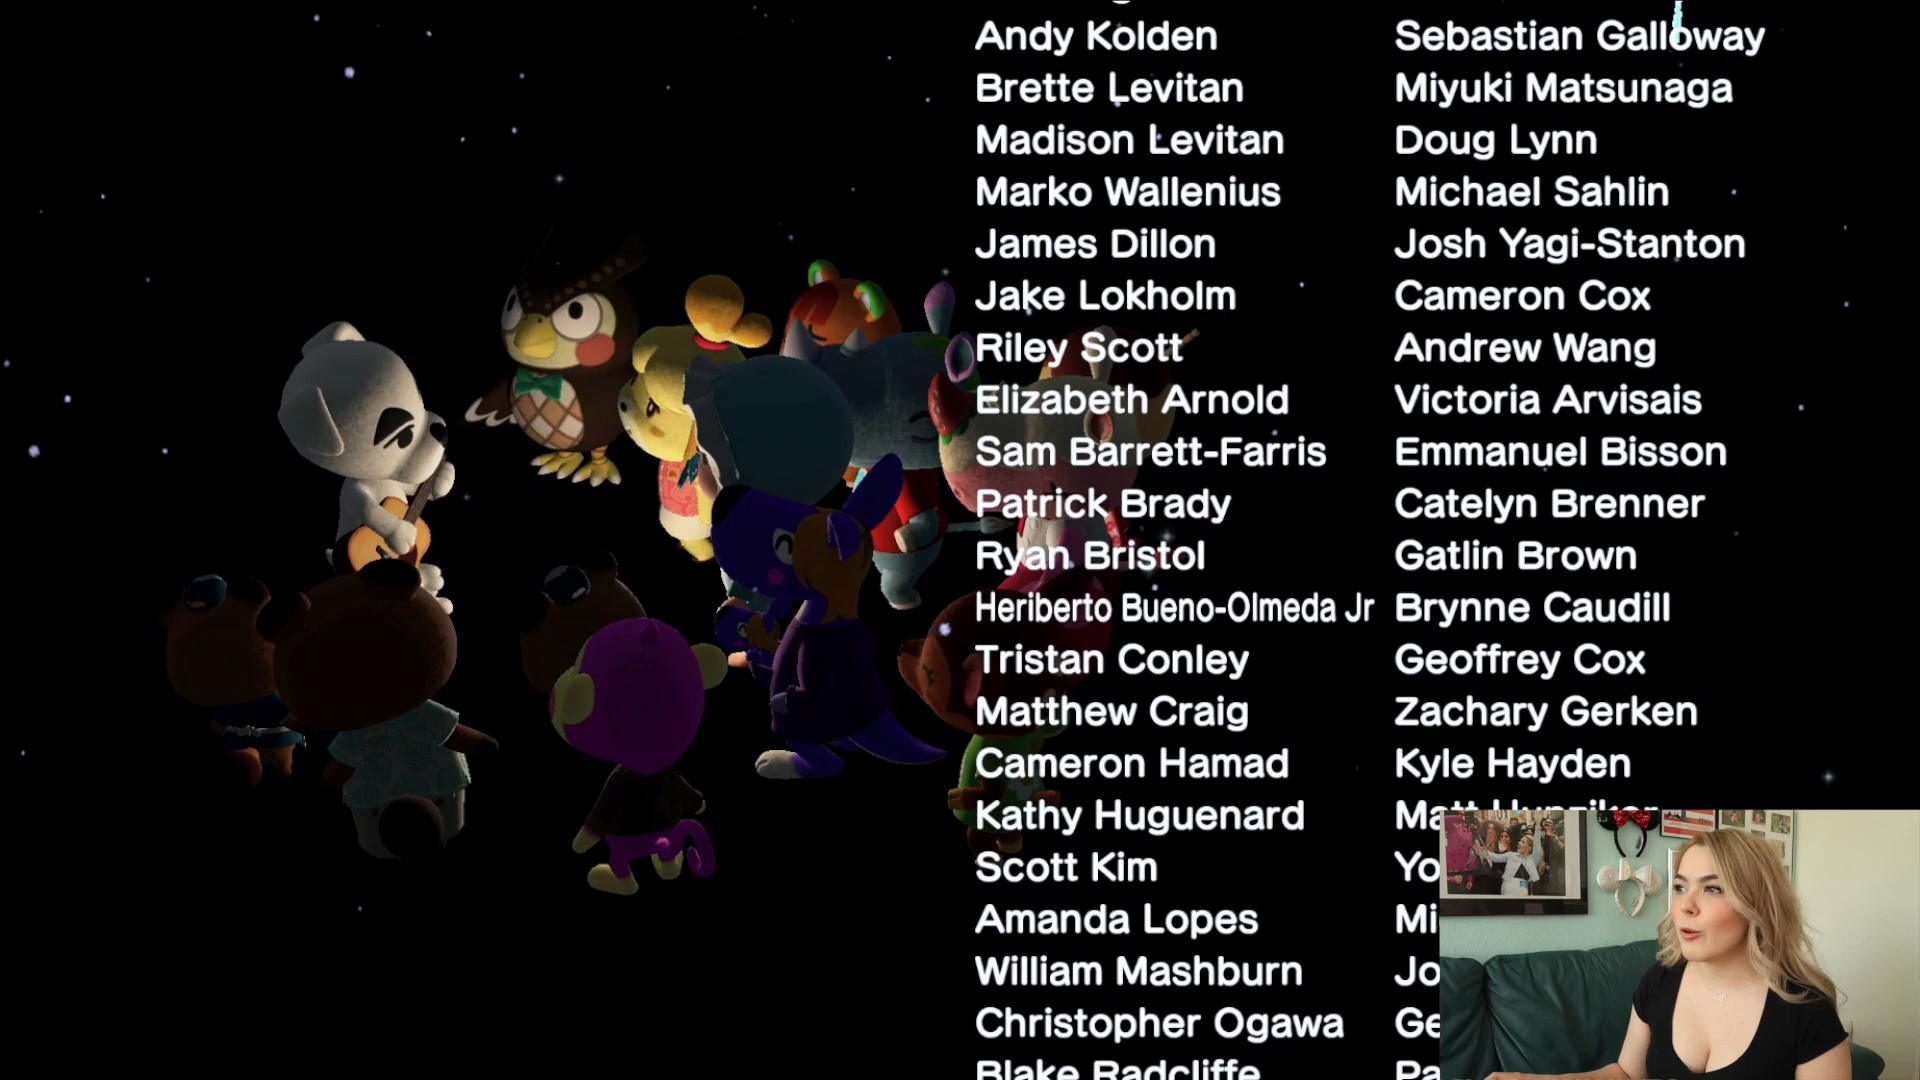 Andy Kolden
Brette Levitan
Madison Levitan
Marko Wallenius
James Dillon
Jake Lokholm
Riley Scott
Elizabeth Arnold
Sam Barrett-Farris
Patrick Brady
Ryan Bristol
Heriberto Bueno-Olmeda Jr
Tristan Conley
Matthew Craig
Cameron Hamad
Kathy Huguenard
Scott Kim
Amanda Lopes
William Mashburn
Christopher Ogawa
Blake Radcliffe
Sebastian Galloway
Miyuki Matsunaga
Doug Lynn
Michael Sahlin
Josh Yagi-Stanton
Cameron Cox
Andrew Wang
Victoria Arvisais
Emmanuel Bisson
Catelyn Brenner
Gatlin Brown
Brynne Caudill
Geoffrey Cox
Zachary Gerken
Kyle Hayden